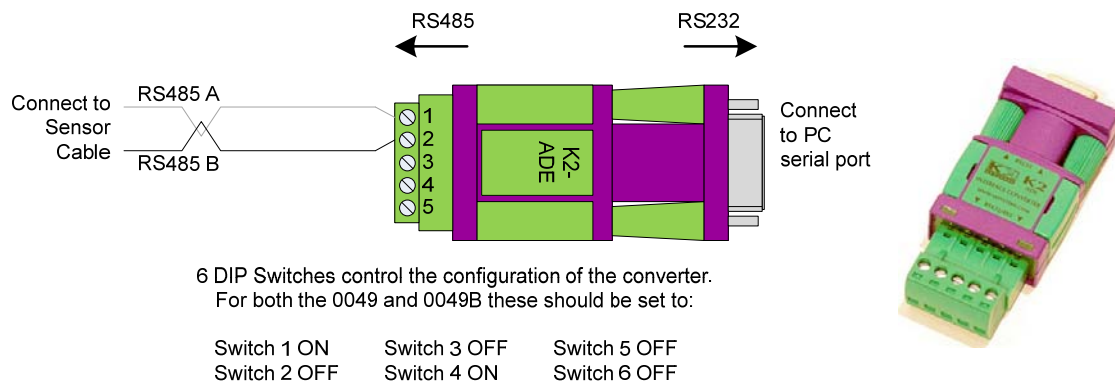 RS485
RS232
Connect to
Sensor
Cable
RS485 A
RS485 B
1
2
3
4
5
K2-
ADE
Connect
to PC
serial port
K2
6 DIP Switches control the configuration of the converter.
For both the 0049 and 0049B these should be set to:
Switch 1 ON Switch 3 OFF Switch 5 OFF
Switch 2 OFF Switch 4 ON Switch 6 OFF